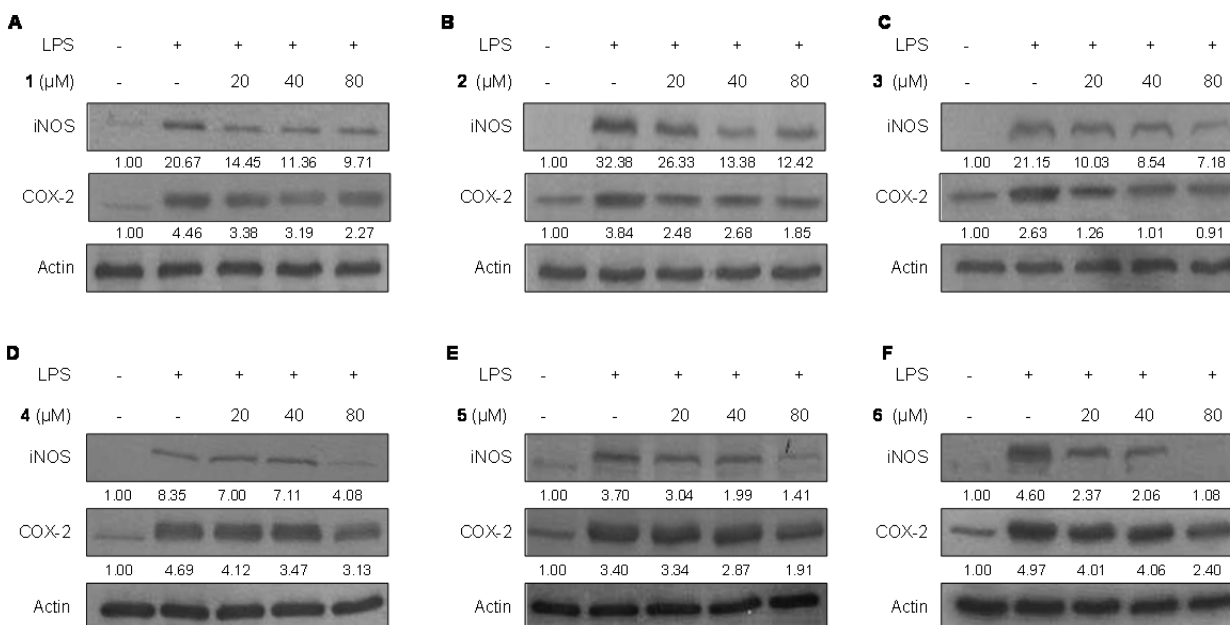 A B C
LPS - + + + + LPS - + + + + LPS - + + + +
1 (µM) - - 20 40 80 2 (µM) - - 20 40 80 3 (µM) - - 20 40 80
iNOS iNOS iNOS
1.00 20.67 14.45 11.36 9.71 1.00 32.38 26.33 13.38 12.42 1.00 21.15 10.03 8.54 7.18
COX-2 COX-2 COX-2
1.00 4.46 3.38 3.19 2.27 1.00 3.84 2.48 2.68 1.85 1.00 2.63 1.26 1.01 0.91
Actin Actin Actin
D E F
LPS - + + + + LPS - + + + + LPS - + + + +
4 (µM) - - 20 40 80 5 (µM) - - 20 40 80 6 (µM) - - 20 40 80
iNOS iNOS iNOS
1.00 8.35 7.00 7.11 4.08 1.00 3.70 3.04 1.99 1.41 1.00 4.60 2.37 2.06 1.08
COX-2 COX-2 COX-2
1.00 4.69 4.12 3.47 3.13 1.00 3.40 3.34 2.87 1.91 1.00 4.97 4.01 4.06 2.40
Actin Actin Actin